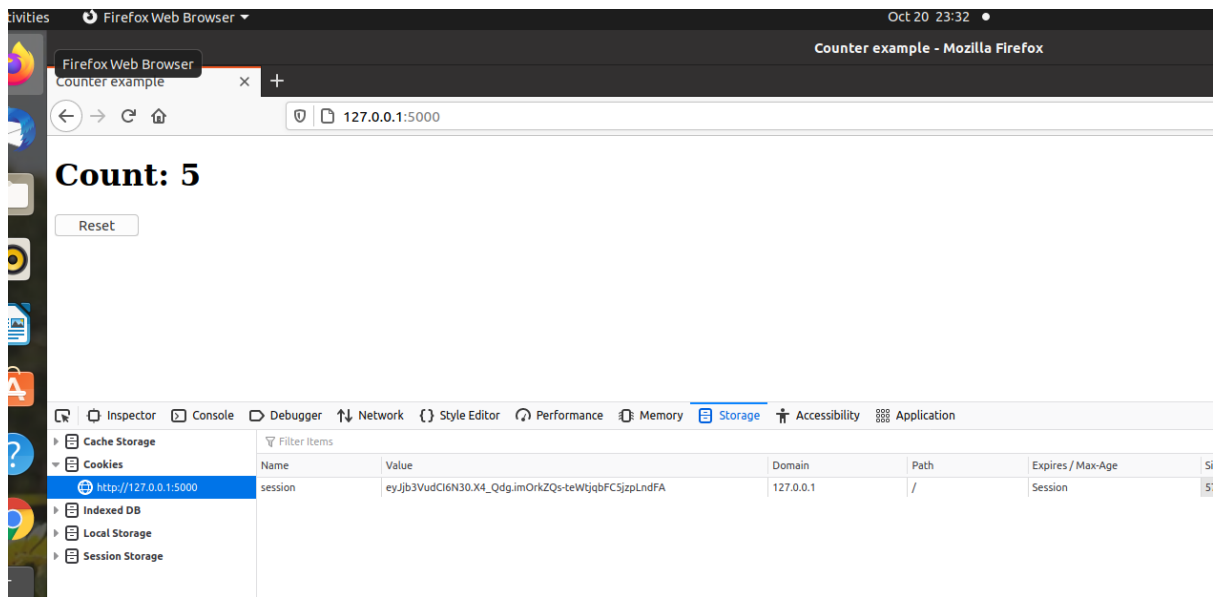 tivities Firefox Web Browser Oct 20 23:32
Counter example - Mozilla Firefox
Firefox Web Browser
Counter example
127.0.0.1:5000
Count: 5
Reset
Inspector Console Debugger Network Style Editor Performance Memory Storage Accessibility Application
Cache Storage Filter Items
Cookies Name Value Domain Path Expires / Max-Age Si
http://127.0.0.1:5000 session eyJjb3VudCI6N30.X4_Qdg.imOrkZQs-teWtjqbFC5jzpLndFA 127.0.0.1 / Session 57
Indexed DB
Local Storage
Session Storage